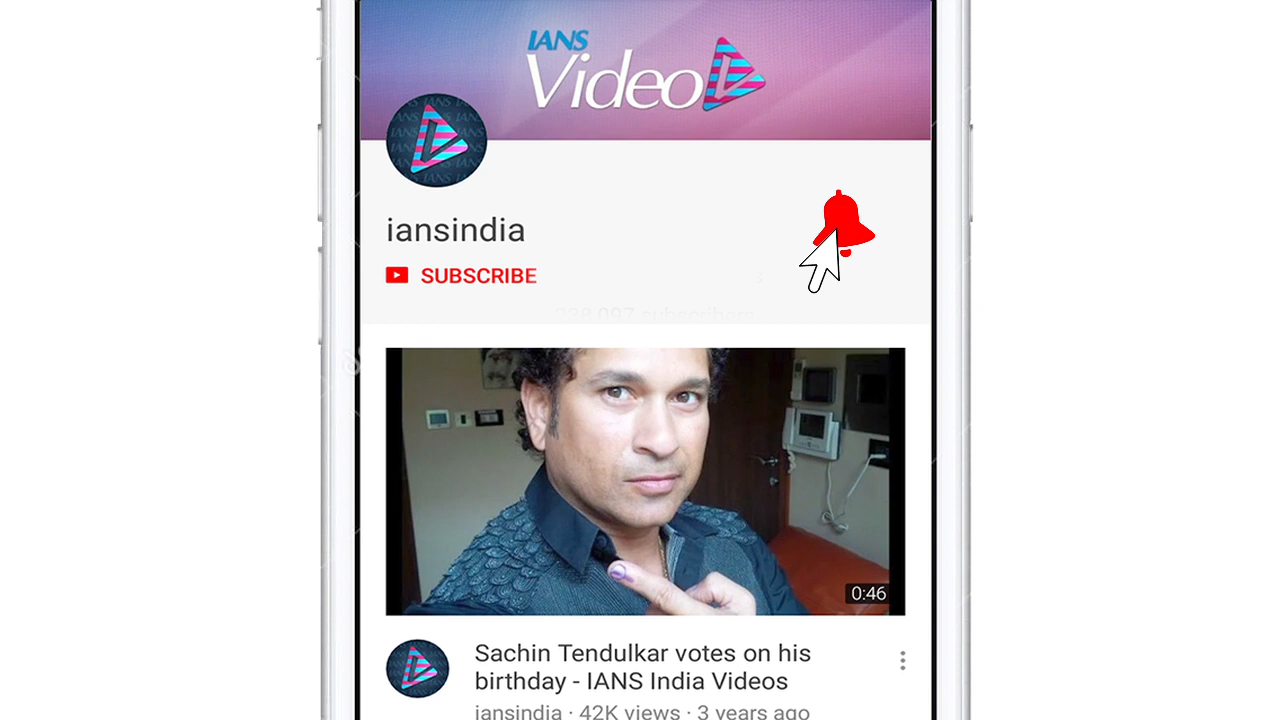 IANS
Video
iansindia
SUBSCRIBE
subscribers
0:46
Sachin Tendulkar votes on his
birthday - IANS India Videos
iansindia · 42K views · 3 years ago